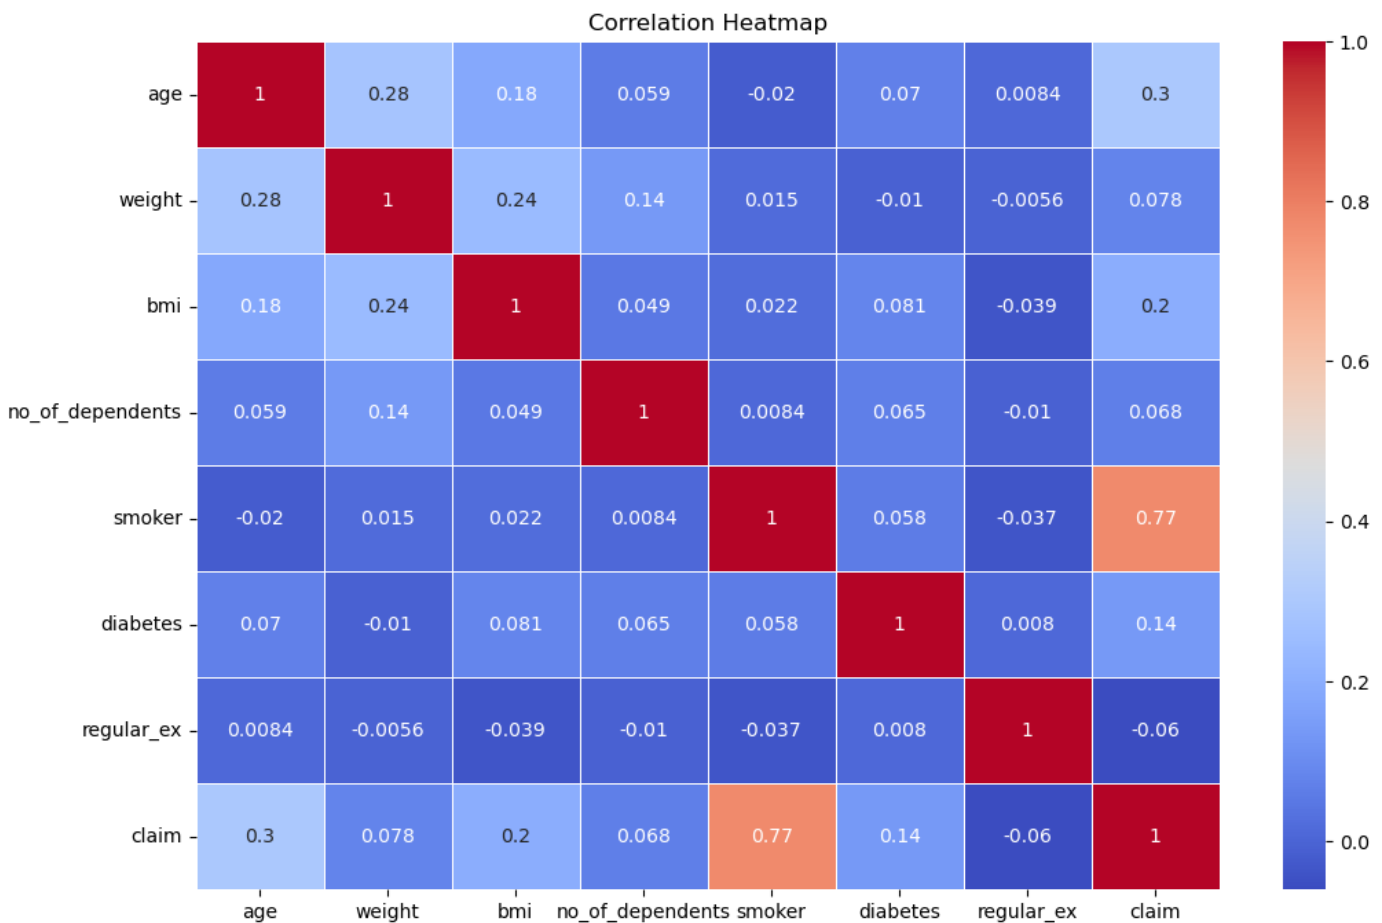 Correlation Heatmap
age 1 0.28 0.18 0.059 -0.02 0.07 0.0084 0.3
weight 0.28 1 0.24 0.14 0.015 -0.01 -0.0056 0.078
bmi 0.18 0.24 1 0.049 0.022 0.081 -0.039 0.2
no_of_dependents 0.059 0.14 0.049 1 0.0084 0.065 -0.01 0.068
smoker -0.02 0.015 0.022 0.0084 1 0.058 -0.037 0.77
diabetes 0.07 -0.01 0.081 0.065 0.058 1 0.008 0.14
regular_ex 0.0084 -0.0056 -0.039 -0.01 -0.037 0.008 1 -0.06
claim 0.3 0.078 0.2 0.068 0.77 0.14 -0.06 1
age weight bmi no_of_dependents smoker diabetes regular_ex claim
1.0
0.8
0.6
0.4
0.2
0.0